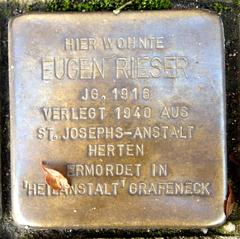 HIER WOHNTE
EUGEN RIESER
JG. 1916
VERLEGT 1940 AUS
ST. JOSEPHS-ANSTALT
HERTEN
ERMORDET IN
'HEILANSTALT' GRAFENECK